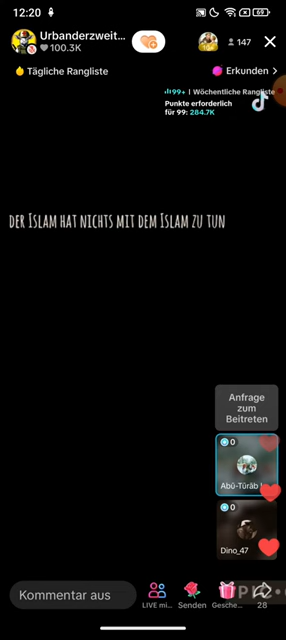 12:20
69
Urbanderzweit...
100.3K
147
Tägliche Rangliste
Erkunden >
99+ | Wöchentliche Rangliste
Punkte erforderlich
für 99: 284.7K
der Islam hat nichts mit dem Islam zu tun
Anfrage
zum
Beitreten
0
Abū-Turāb I
0
Dino_47
Kommentar aus
LIVE mi...
Senden
Gesche...
28